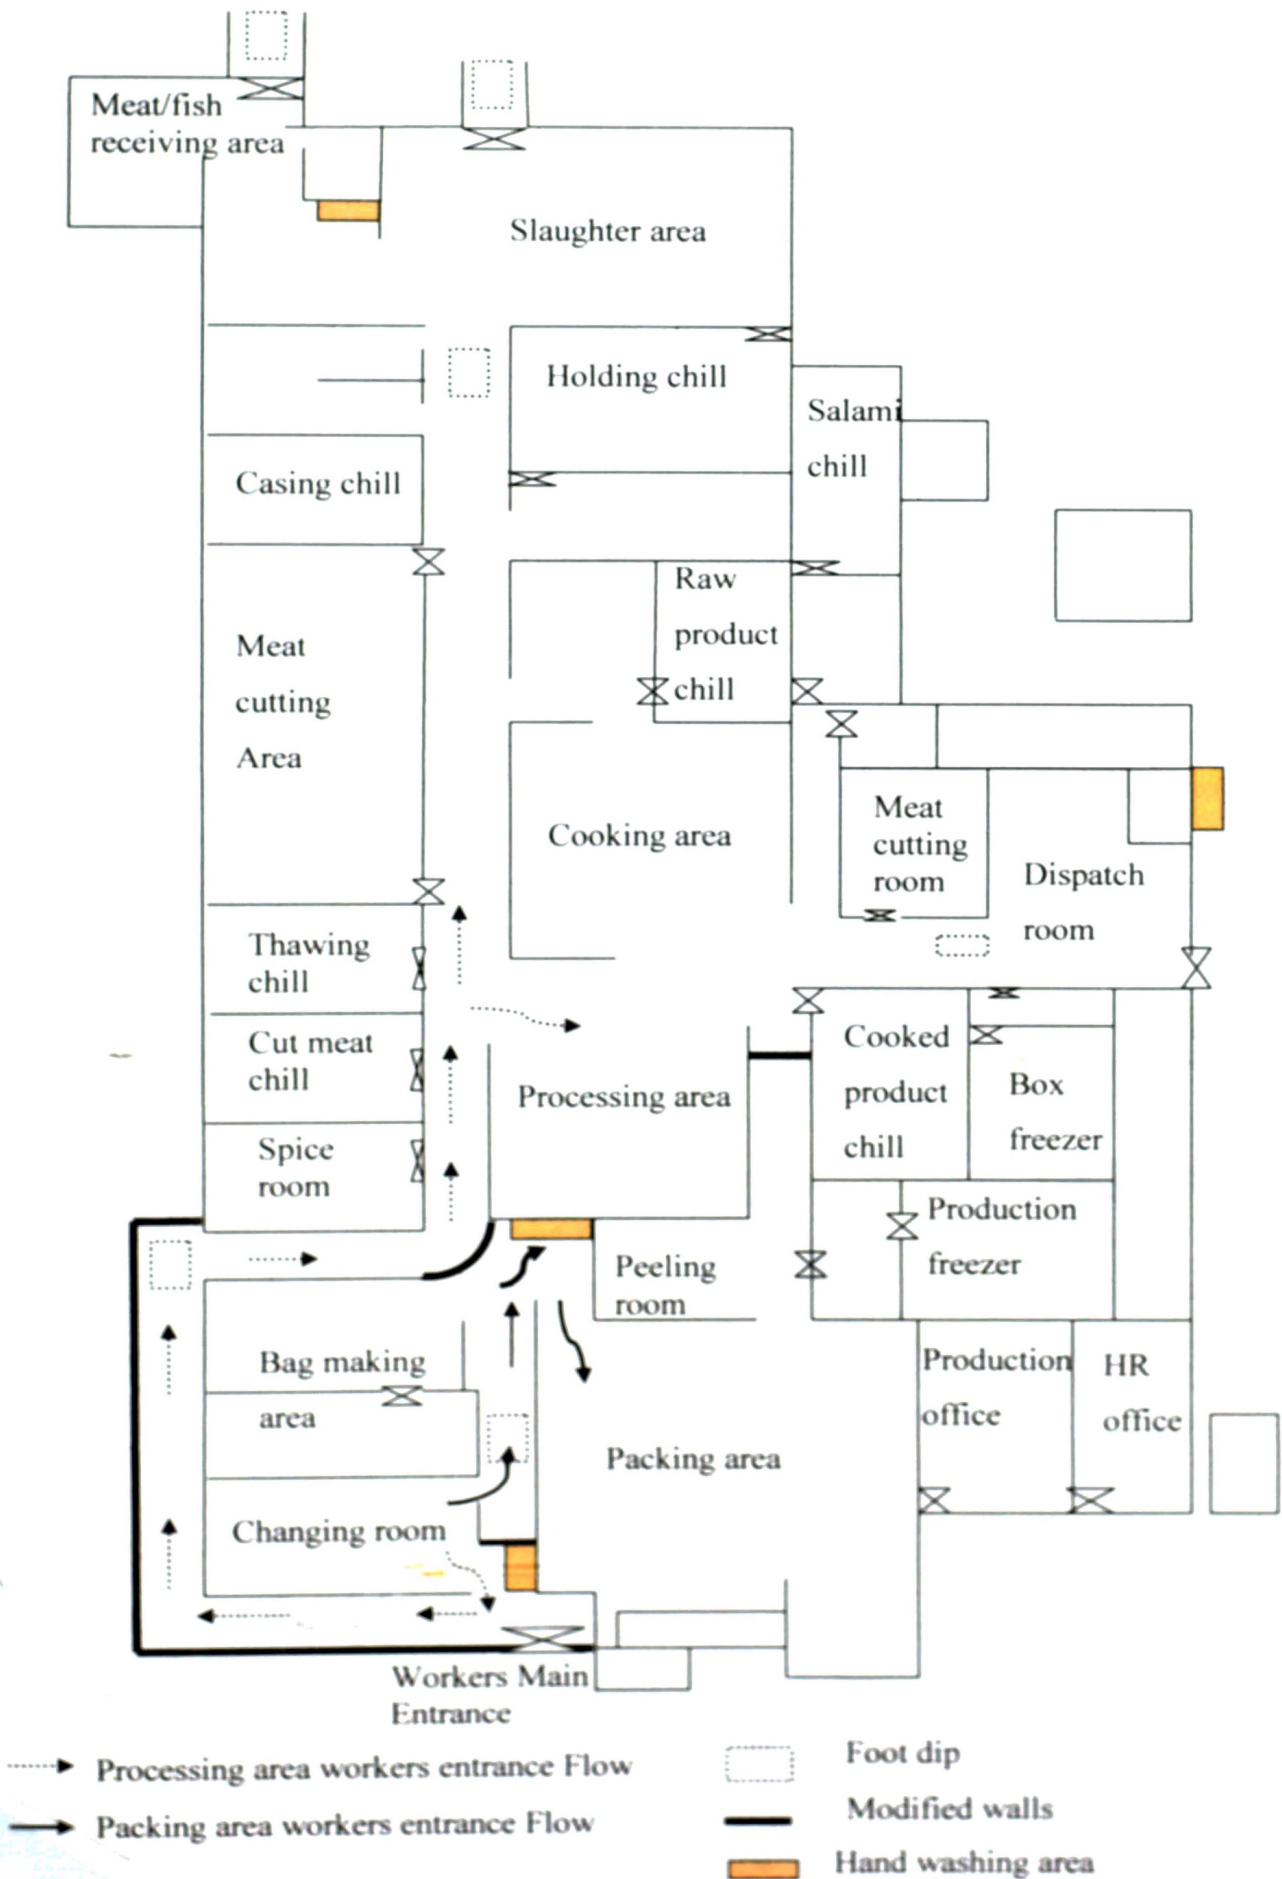 Meat/fish
receiving area
Slaughter area
Holding chill
Salami
chill
Casing chill
Raw
product
chill
Meat
cutting
Area
Cooking area
Meat
cutting
room
Dispatch
room
Thawing
chill
Cut meat
chill
Spice
room
Processing area
Cooked
product
chill
Box
freezer
Production
freezer
Peeling
room
Bag making
area
Production
office
HR
office
Packing area
Changing room
Workers Main
Entrance
Processing area workers entrance Flow
Packing area workers entrance Flow
Foot dip
Modified walls
Hand washing area